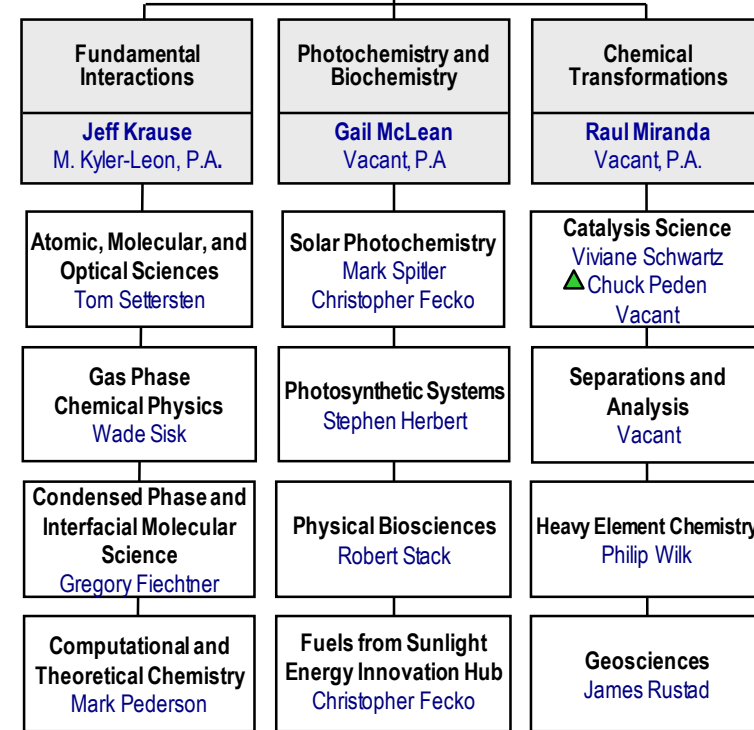 Fundamental
Interactions
Jeff Krause
M. Kyler-Leon, P.A.
Atomic, Molecular, and
Optical Sciences
Tom Settersten
Gas Phase
Chemical Physics
Wade Sisk
Condensed Phase and
Interfacial Molecular
Science
Gregory Fiechtner
Computational and
Theoretical Chemistry
Mark Pederson
Photochemistry and
Biochemistry
Gail McLean
Vacant, P.A
Solar Photochemistry
Mark Spitler
Christopher Fecko
Photosynthetic Systems
Stephen Herbert
Physical Biosciences
Robert Stack
Fuels from Sunlight
Energy Innovation Hub
Christopher Fecko
Chemical
Transformations
Raul Miranda
Vacant, P.A.
Catalysis Science
Viviane Schwartz
Chuck Peden
Vacant
Separations and
Analysis
Vacant
Heavy Element Chemistry
Philip Wilk
Geosciences
James Rustad